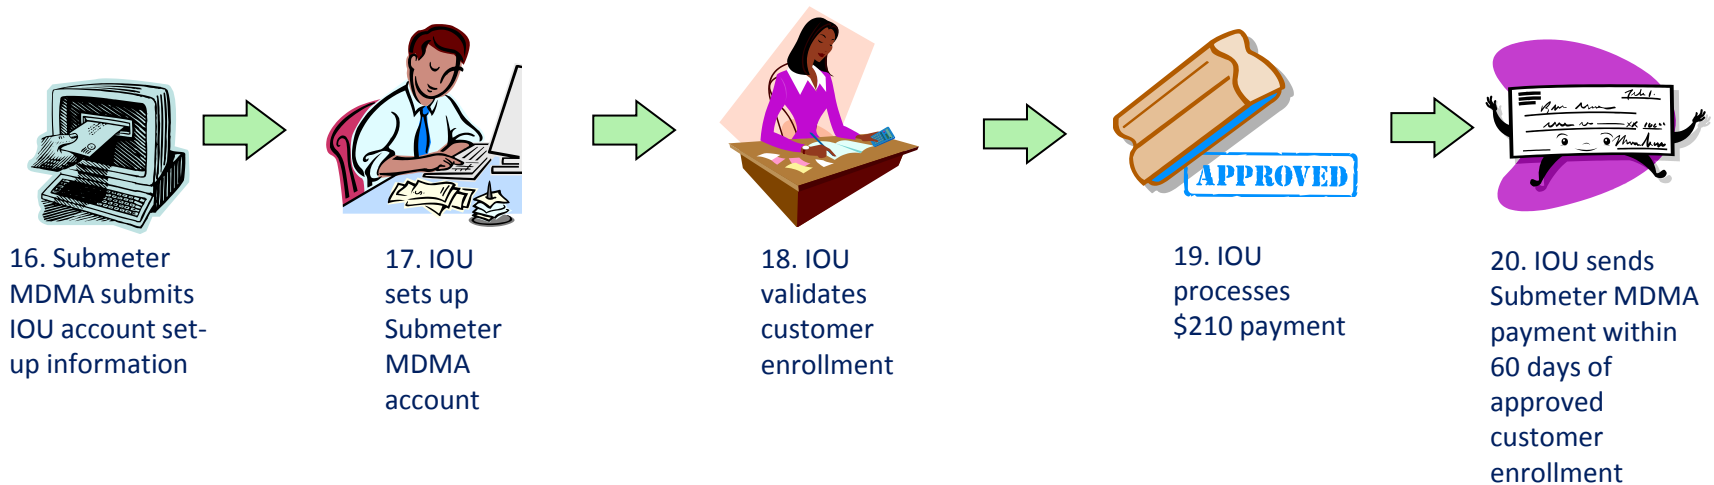 16. Submeter
MDMA submits
IOU account set-
up information
17. IOU
sets up
Submeter
MDMA
account
18. IOU
validates
customer
enrollment
APPROVED
19. IOU
processes
$210 payment
20. IOU sends
Submeter MDMA
payment within
60 days of
approved
customer
enrollment